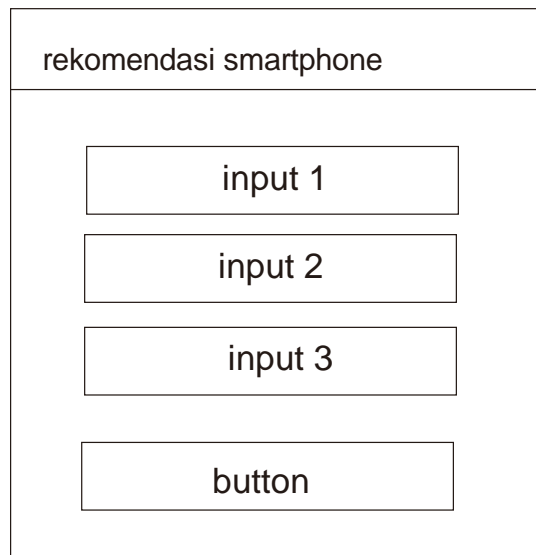 rekomendasi smartphone
input 1
input 2
input 3
button